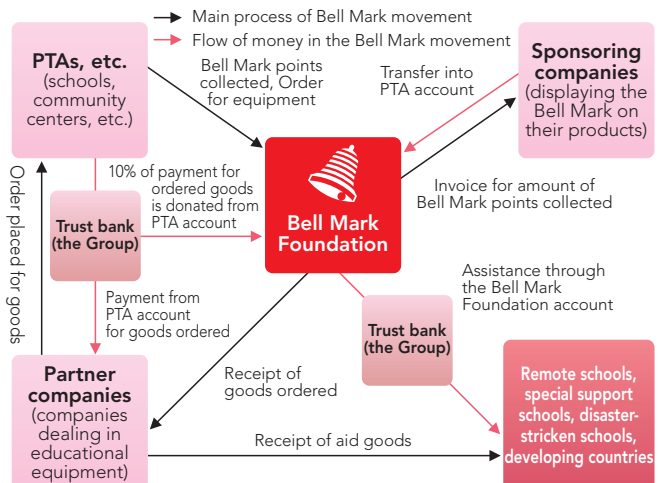 Main process of Bell Mark movement
Flow of money in the Bell Mark movement
PTAs, etc.
(schools,
community
centers, etc.)
Bell Mark points
collected, Order
for equipment
Transfer into
PTA account
Sponsoring
companies
(displaying the
Bell Mark on
their products)
Order placed for goods
10% of payment for
ordered goods
is donated from
PTA account
Trust bank
(the Group)
Bell Mark
Foundation
Invoice for amount of
Bell Mark points collected
Payment from
PTA account
for goods ordered
Assistance through
the Bell Mark
Foundation account
Trust bank
(the Group)
Partner
companies
(companies
dealing in
educational
equipment)
Receipt of
goods ordered
Receipt of aid goods
Remote schools,
special support
schools, disaster-
stricken schools,
developing countries